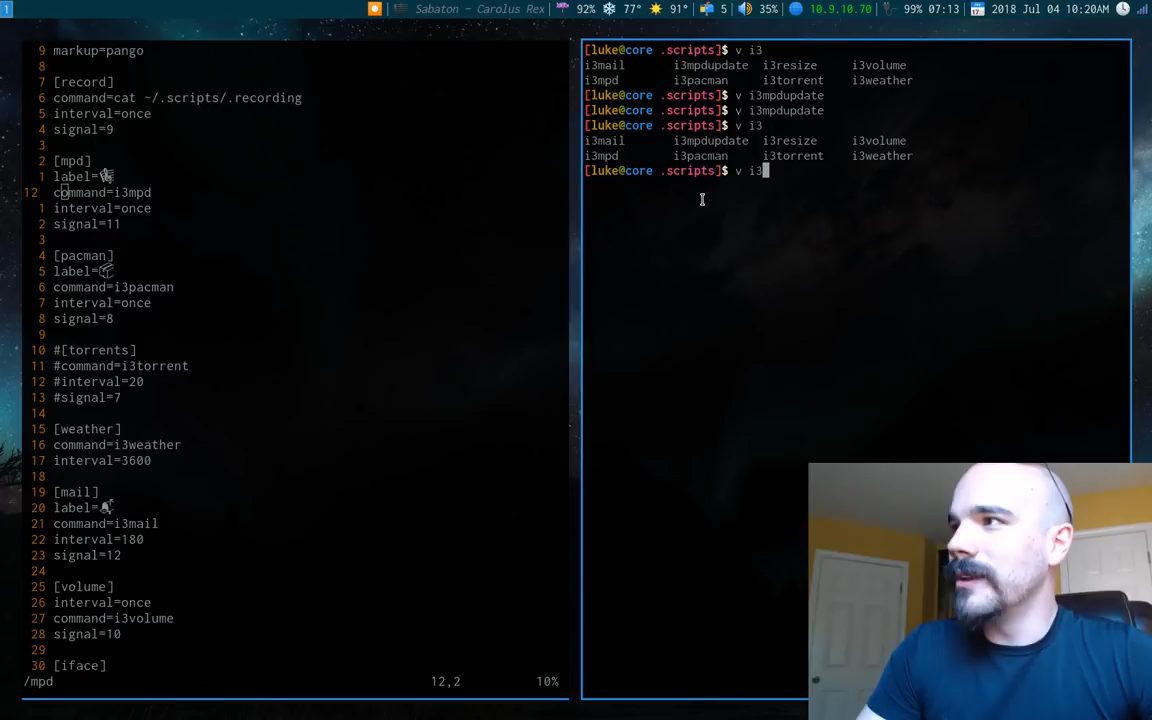 1 Sabaton - Carolus Rex 92% 77° 91° 5 35% 10.9.10.70 99% 07:13 2018 Jul 04 10:20AM
9 markup=pango
8
7 [record]
6 command=cat ~/.scripts/.recording
5 interval=once
4 signal=9
3
2 [mpd]
1 label=🎼
12 command=i3mpd
1 interval=once
2 signal=11
3
4 [pacman]
5 label=📦
6 command=i3pacman
7 interval=once
8 signal=8
9
10 #[torrents]
11 #command=i3torrent
12 #interval=20
13 #signal=7
14
15 [weather]
16 command=i3weather
17 interval=3600
18
19 [mail]
20 label=📬
21 command=i3mail
22 interval=180
23 signal=12
24
25 [volume]
26 interval=once
27 command=i3volume
28 signal=10
29
30 [iface]
/mpd 12,2 10%
[luke@core .scripts]$ v i3
i3mail i3mpdupdate i3resize i3volume
i3mpd i3pacman i3torrent i3weather
[luke@core .scripts]$ v i3mpdupdate
[luke@core .scripts]$ v i3mpdupdate
[luke@core .scripts]$ v i3
i3mail i3mpdupdate i3resize i3volume
i3mpd i3pacman i3torrent i3weather
[luke@core .scripts]$ v i3